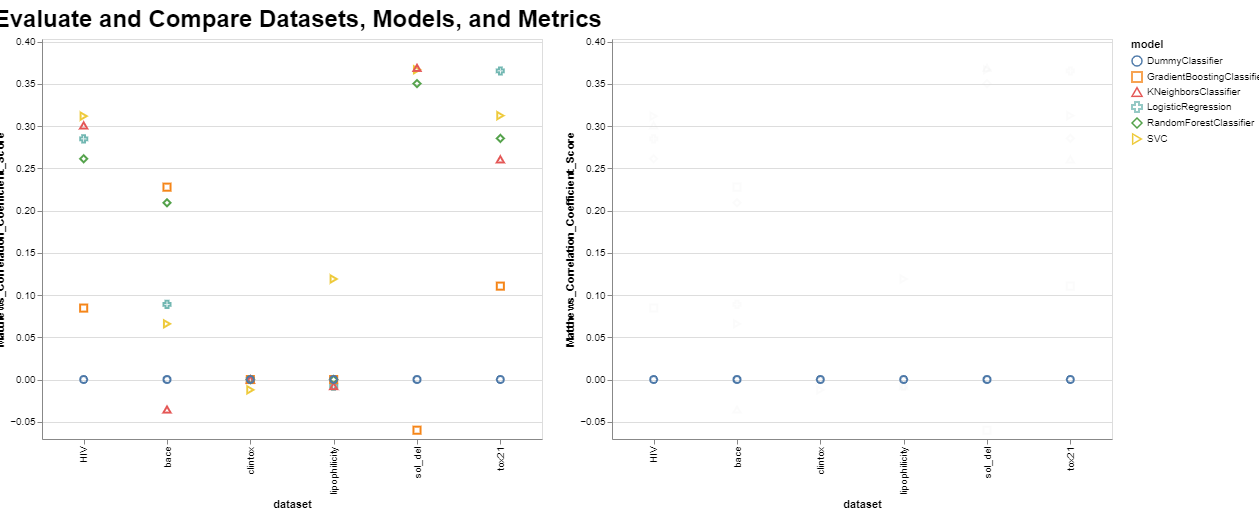 Evaluate and Compare Datasets, Models, and Metrics
0.40
0.35
0.30
0.25
0.20
0.15
0.10
0.05
0.00
−0.05
Matthews_Correlation_Coefficient_Score
HIV
bace
clintox
lipophilicity
sol_del
tox21
dataset
0.40
0.35
0.30
0.25
0.20
0.15
0.10
0.05
0.00
−0.05
Matthews_Correlation_Coefficient_Score
HIV
bace
clintox
lipophilicity
sol_del
tox21
dataset
model
DummyClassifier
GradientBoostingClassifie
KNeighborsClassifier
LogisticRegression
RandomForestClassifier
SVC